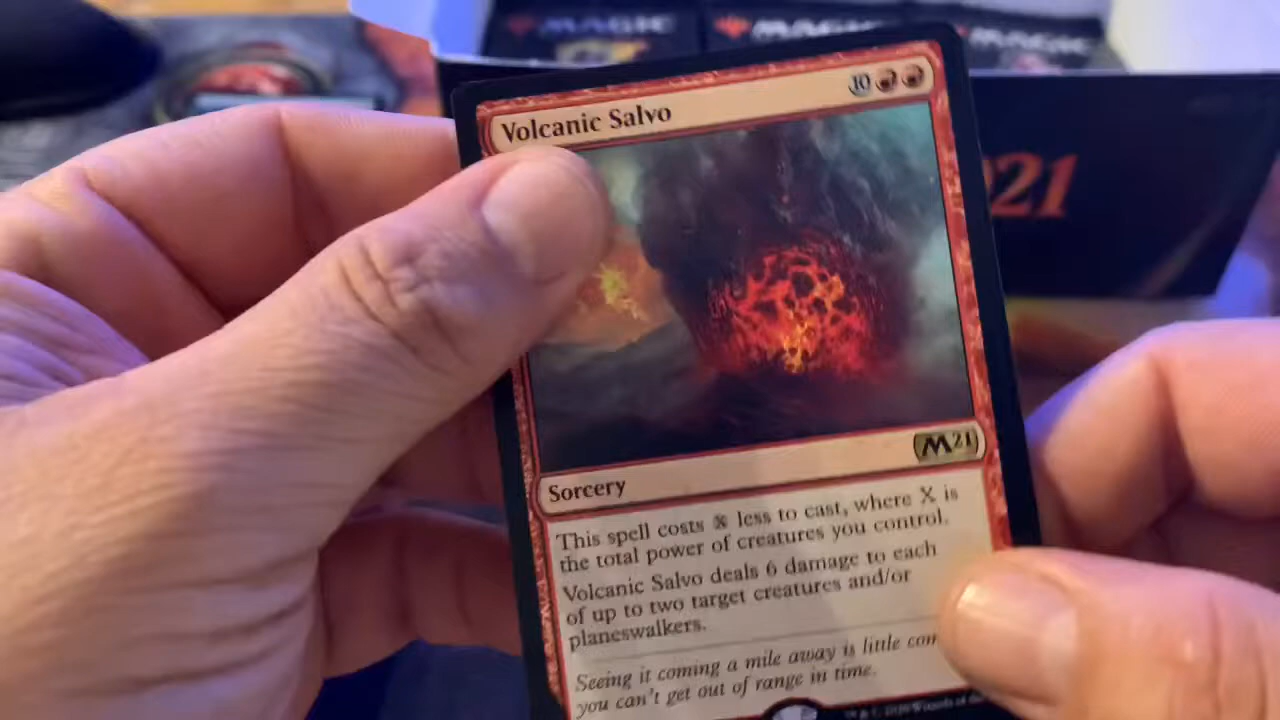 MAGIC MAGIC MAGIC
Volcanic Salvo 10
21
M21
Sorcery
This spell costs X less to cast, where X is
the total power of creatures you control.
Volcanic Salvo deals 6 damage to each
of up to two target creatures and/or
planeswalkers.
Seeing it coming a mile away is little
you can't get out of range in time.